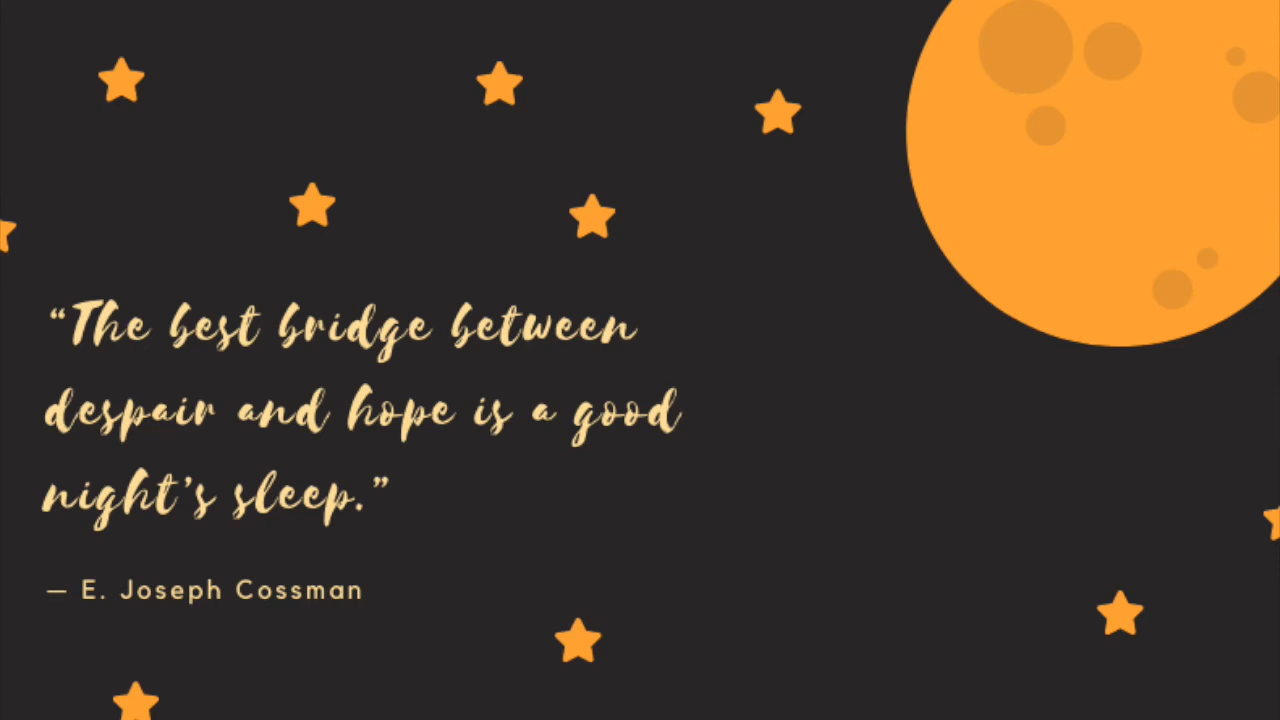 “The best bridge between
despair and hope is a good
night’s sleep.”
— E. Joseph Cossman